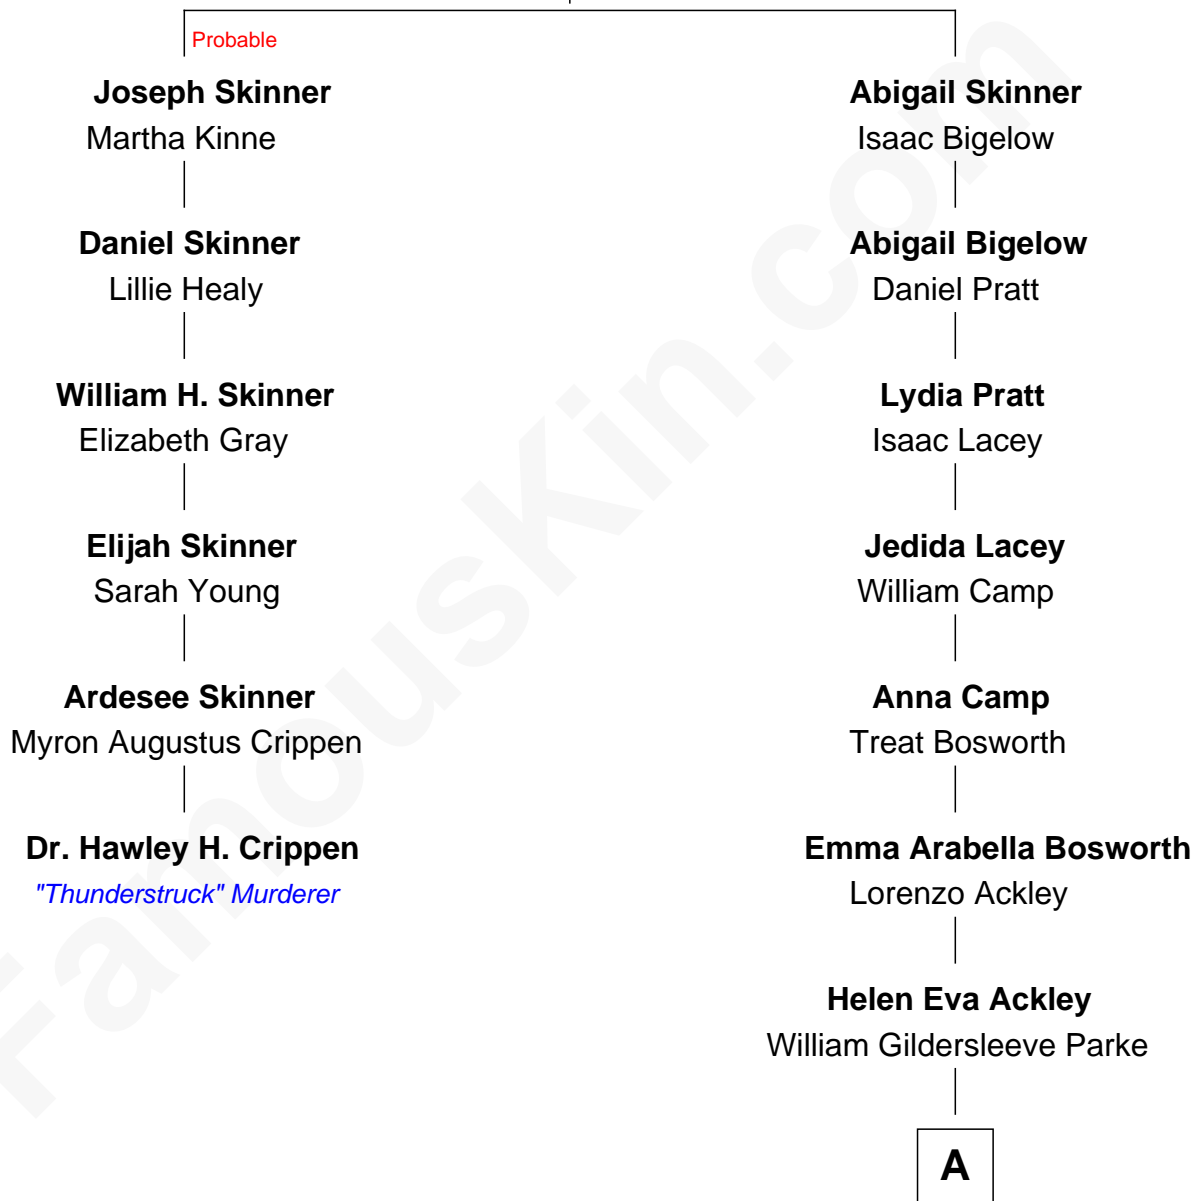 Probable
Joseph Skinner
Martha Kinne
Daniel Skinner
Lillie Healy
William H. Skinner
Elizabeth Gray
Elijah Skinner
Sarah Young
Ardesee Skinner
Myron Augustus Crippen
Dr. Hawley H. Crippen
"Thunderstruck" Murderer
Abigail Skinner
Isaac Bigelow
Abigail Bigelow
Daniel Pratt
Lydia Pratt
Isaac Lacey
Jedida Lacey
William Camp
Anna Camp
Treat Bosworth
Emma Arabella Bosworth
Lorenzo Ackley
Helen Eva Ackley
William Gildersleeve Parke
A
FamousKin.com